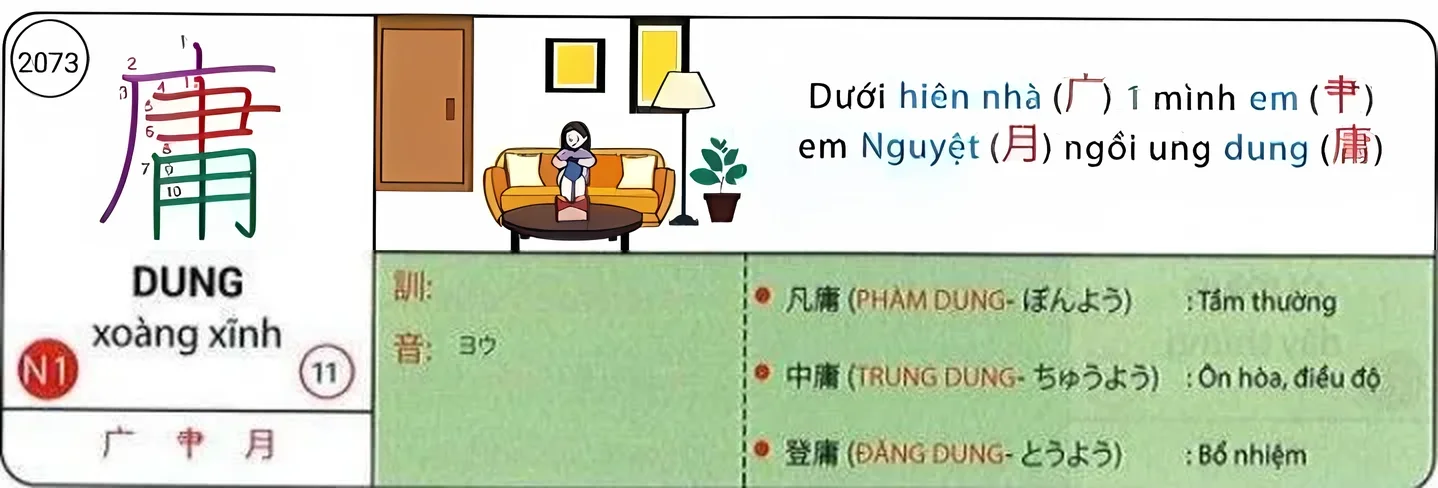 2073
庸
DUNG
xoàng xĩnh
N1
11
广 肀 月
Dưới hiên nhà (广) 1 mình em (肀)
em Nguyệt (月) ngồi ung dung (庸)
訓:
音: ヨウ
凡庸 (PHÀM DUNG- ぼんよう) : Tầm thường
中庸 (TRUNG DUNG- ちゅうよう) : Ôn hòa, điều độ
登庸 (ĐĂNG DUNG- とうよう) : Bổ nhiệm